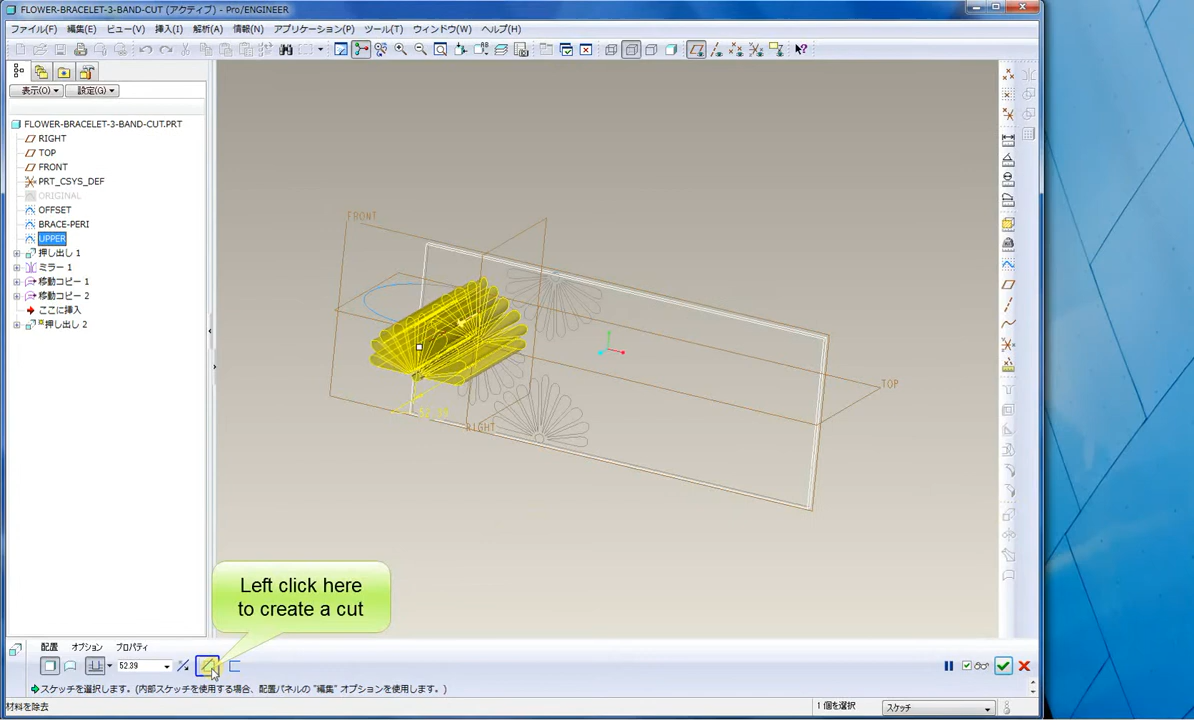 FLOWER-BRACELET-3-BAND-CUT (アクティブ) - Pro/ENGINEER
ファイル(F) 編集(E) ビュー(V) 挿入(I) 解析(A) 情報(N) アプリケーション(P) ツール(T) ウィンドウ(W) ヘルプ(H)
表示(O) 設定(G)
FLOWER-BRACELET-3-BAND-CUT.PRT
RIGHT
TOP
FRONT
PRT_CSYS_DEF
ORIGINAL
OFFSET
BRACE-PERI
UPPER
押し出し 1
ミラー 1
移動コピー 1
移動コピー 2
ここに挿入
押し出し 2
FRONT
TOP
52.39
RIGHT
Left click here
to create a cut
配置 オプション プロパティ
52.39
スケッチを選択します。(内部スケッチを使用する場合、配置パネルの "編集" オプションを使用します。)
材料を除去 1 個を選択 スケッチ